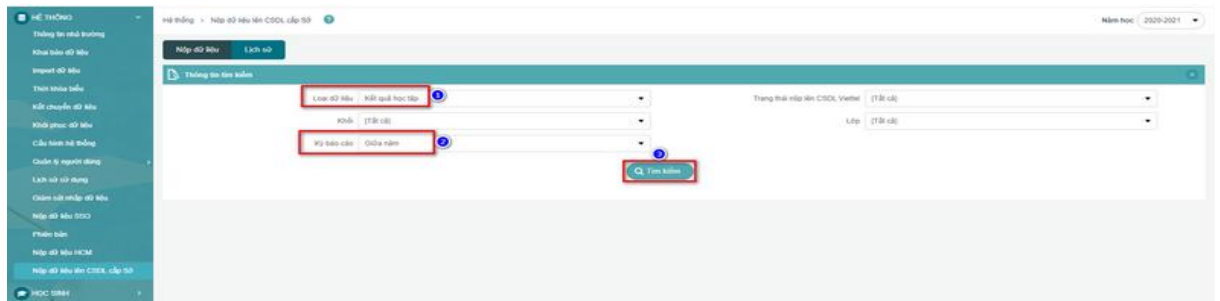 HỆ THỐNG
Thông tin nhà trường
Khai báo dữ liệu
Import dữ liệu
Thời khóa biểu
Kết chuyển dữ liệu
Khôi phục dữ liệu
Cấu hình hệ thống
Quản lý người dùng
Lịch sử sử dụng
Giám sát nhập dữ liệu
Nộp dữ liệu SSO
Phiên bản
Nộp dữ liệu HCM
Nộp dữ liệu lên CSDL cấp Sở
HỌC SINH
Hệ thống > Nộp dữ liệu lên CSDL cấp Sở ?
Năm học 2020-2021
Nộp dữ liệu Lịch sử
Thông tin tìm kiếm
Loại dữ liệu Kết quả học tập 1 Trạng thái nộp lên CSDL Viettel [Tất cả]
Khối [Tất cả] Lớp [Tất cả]
Kỳ báo cáo Giữa năm 2
3
Tìm kiếm